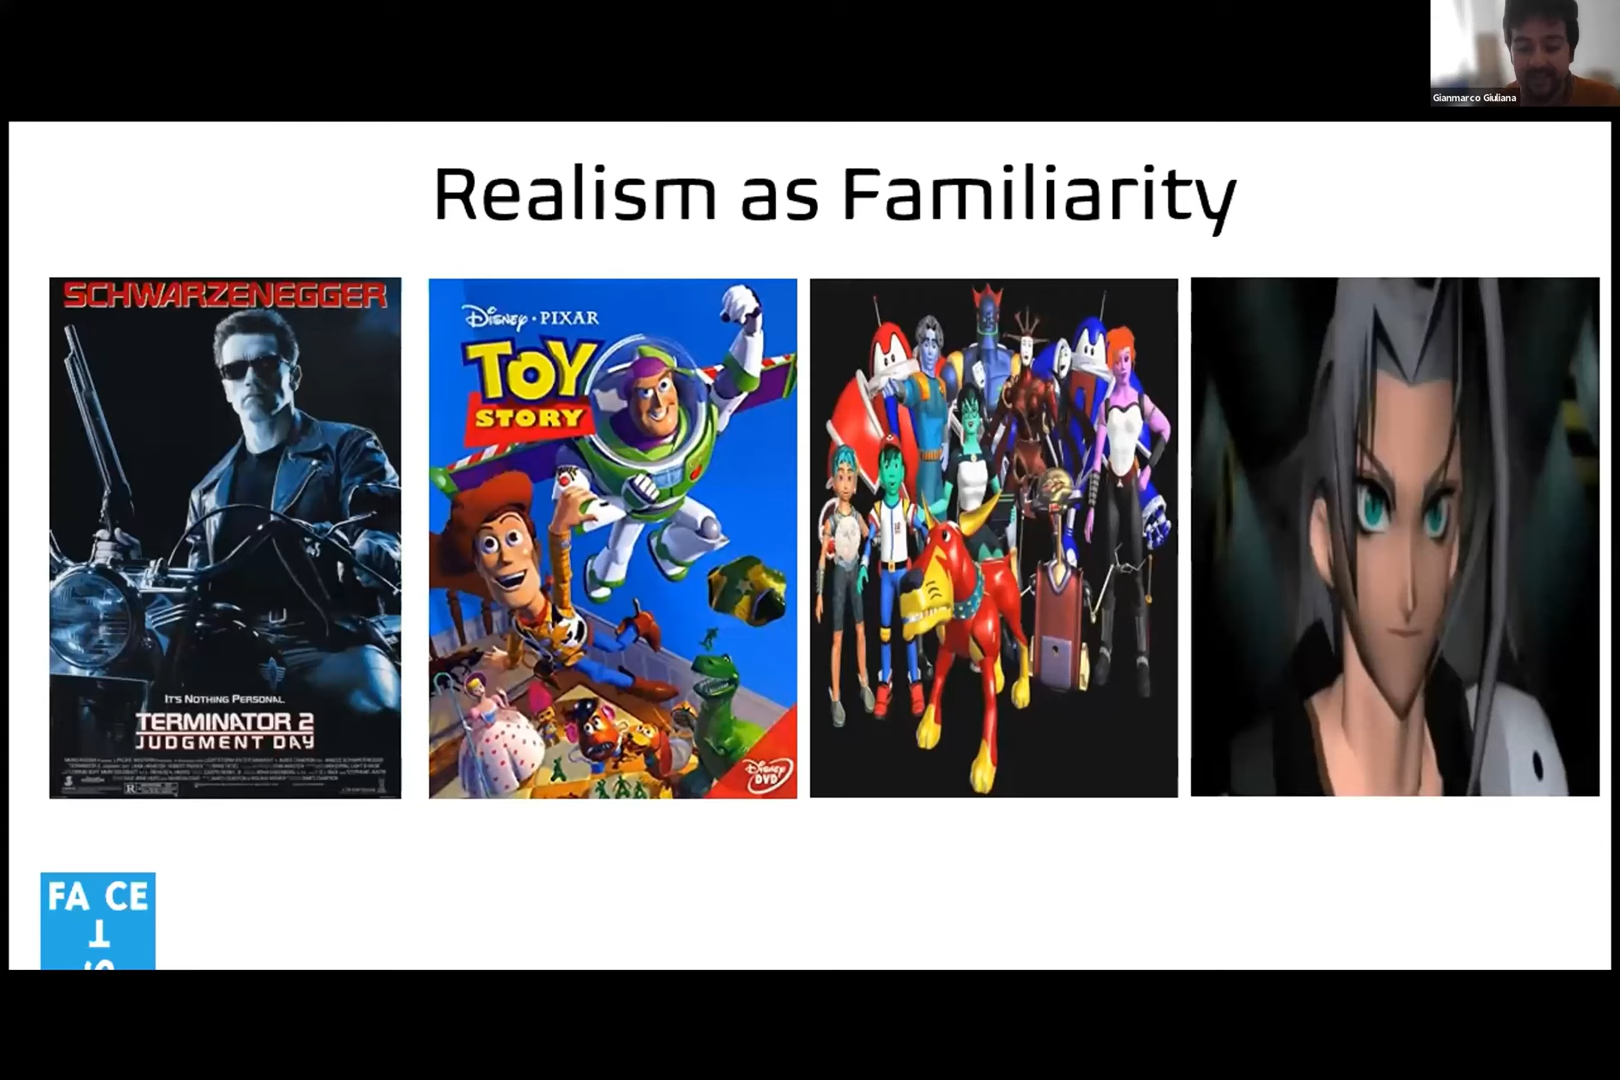 Gianmarco Giuliana
Realism as Familiarity
SCHWARZENEGGER
IT'S NOTHING PERSONAL.
TERMINATOR 2
JUDGMENT DAY
R
DISNEY · PIXAR
TOY
STORY
DISNEY
DVD
FA CE
T
S